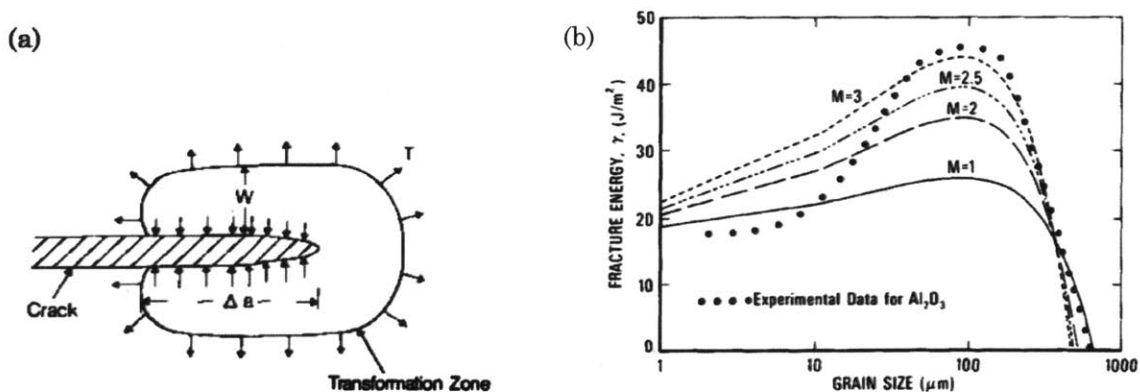 (a)
T
W
Δ a
Crack
Transformation Zone
(b)
FRACTURE ENERGY, γ, (J/m²)
50
40
30
20
10
0
M=3
M=2.5
M=2
M=1
•••• Experimental Data for Al₂O₃
1
10
100
1000
GRAIN SIZE (μm)